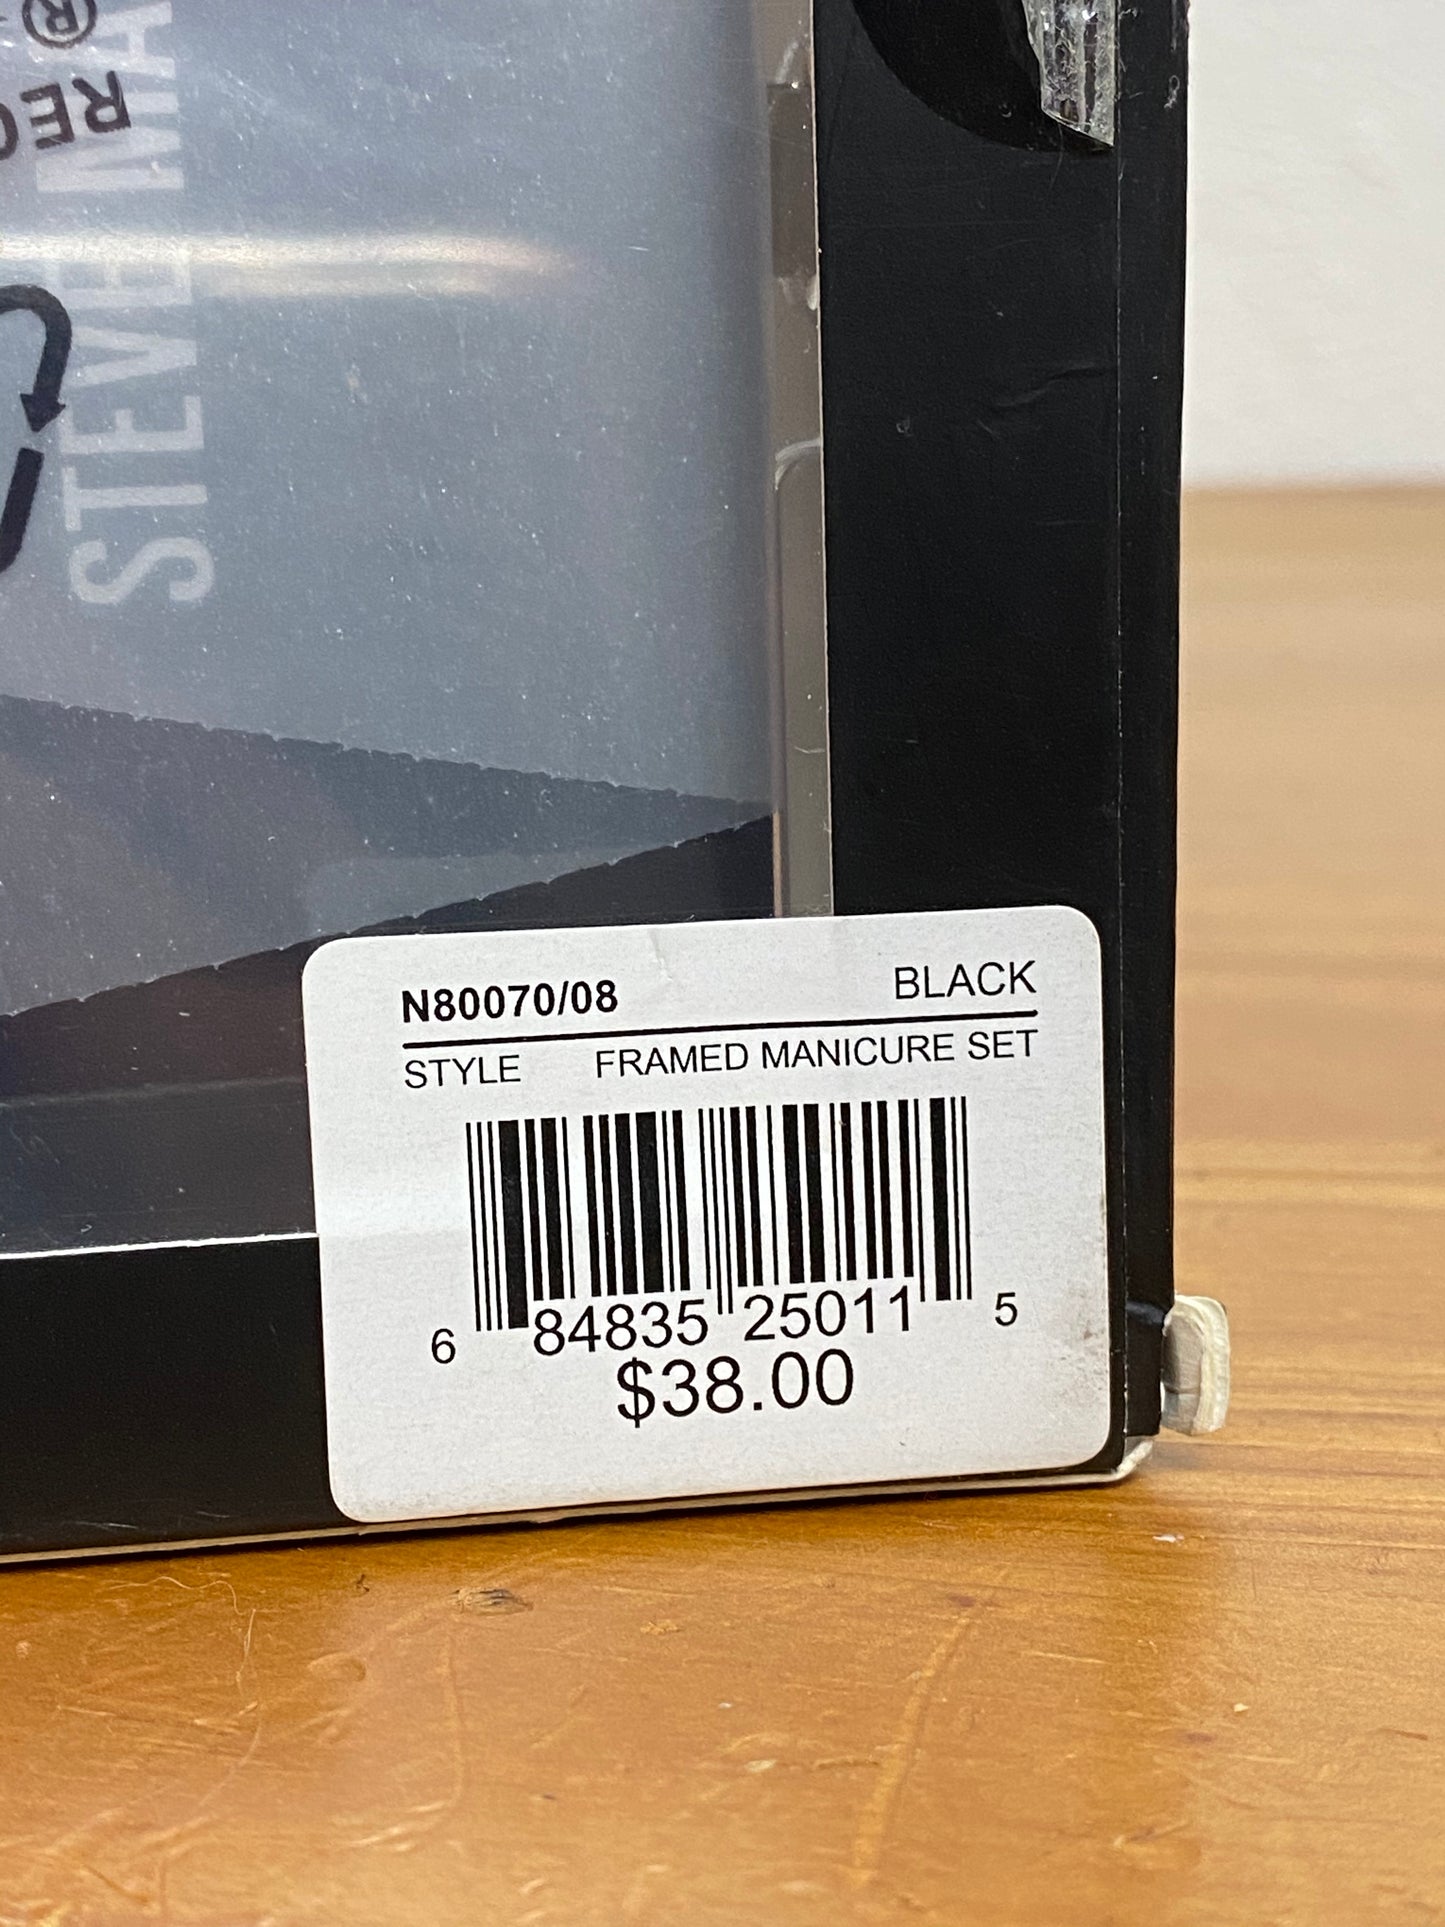 ®
REC
STEVE MA
N80070/08 BLACK
STYLE FRAMED MANICURE SET
6 84835 25011 5
$38.00